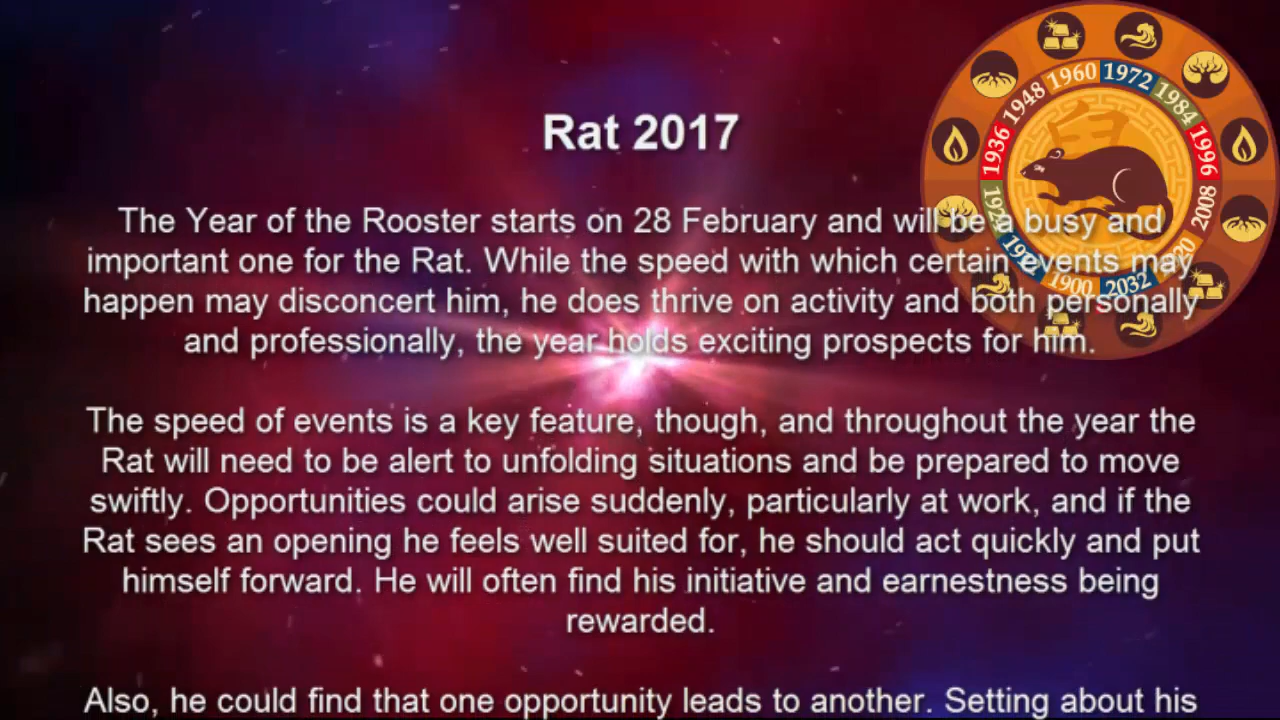 Rat 2017
The Year of the Rooster starts on 28 February and will be a busy and
important one for the Rat. While the speed with which certain events may
happen may disconcert him, he does thrive on activity and both personally
and professionally, the year holds exciting prospects for him.
The speed of events is a key feature, though, and throughout the year the
Rat will need to be alert to unfolding situations and be prepared to move
swiftly. Opportunities could arise suddenly, particularly at work, and if the
Rat sees an opening he feels well suited for, he should act quickly and put
himself forward. He will often find his initiative and earnestness being
rewarded.
Also, he could find that one opportunity leads to another. Setting about his
1936
1948
1960
1972
1984
1996
2008
2032
1900
鼠